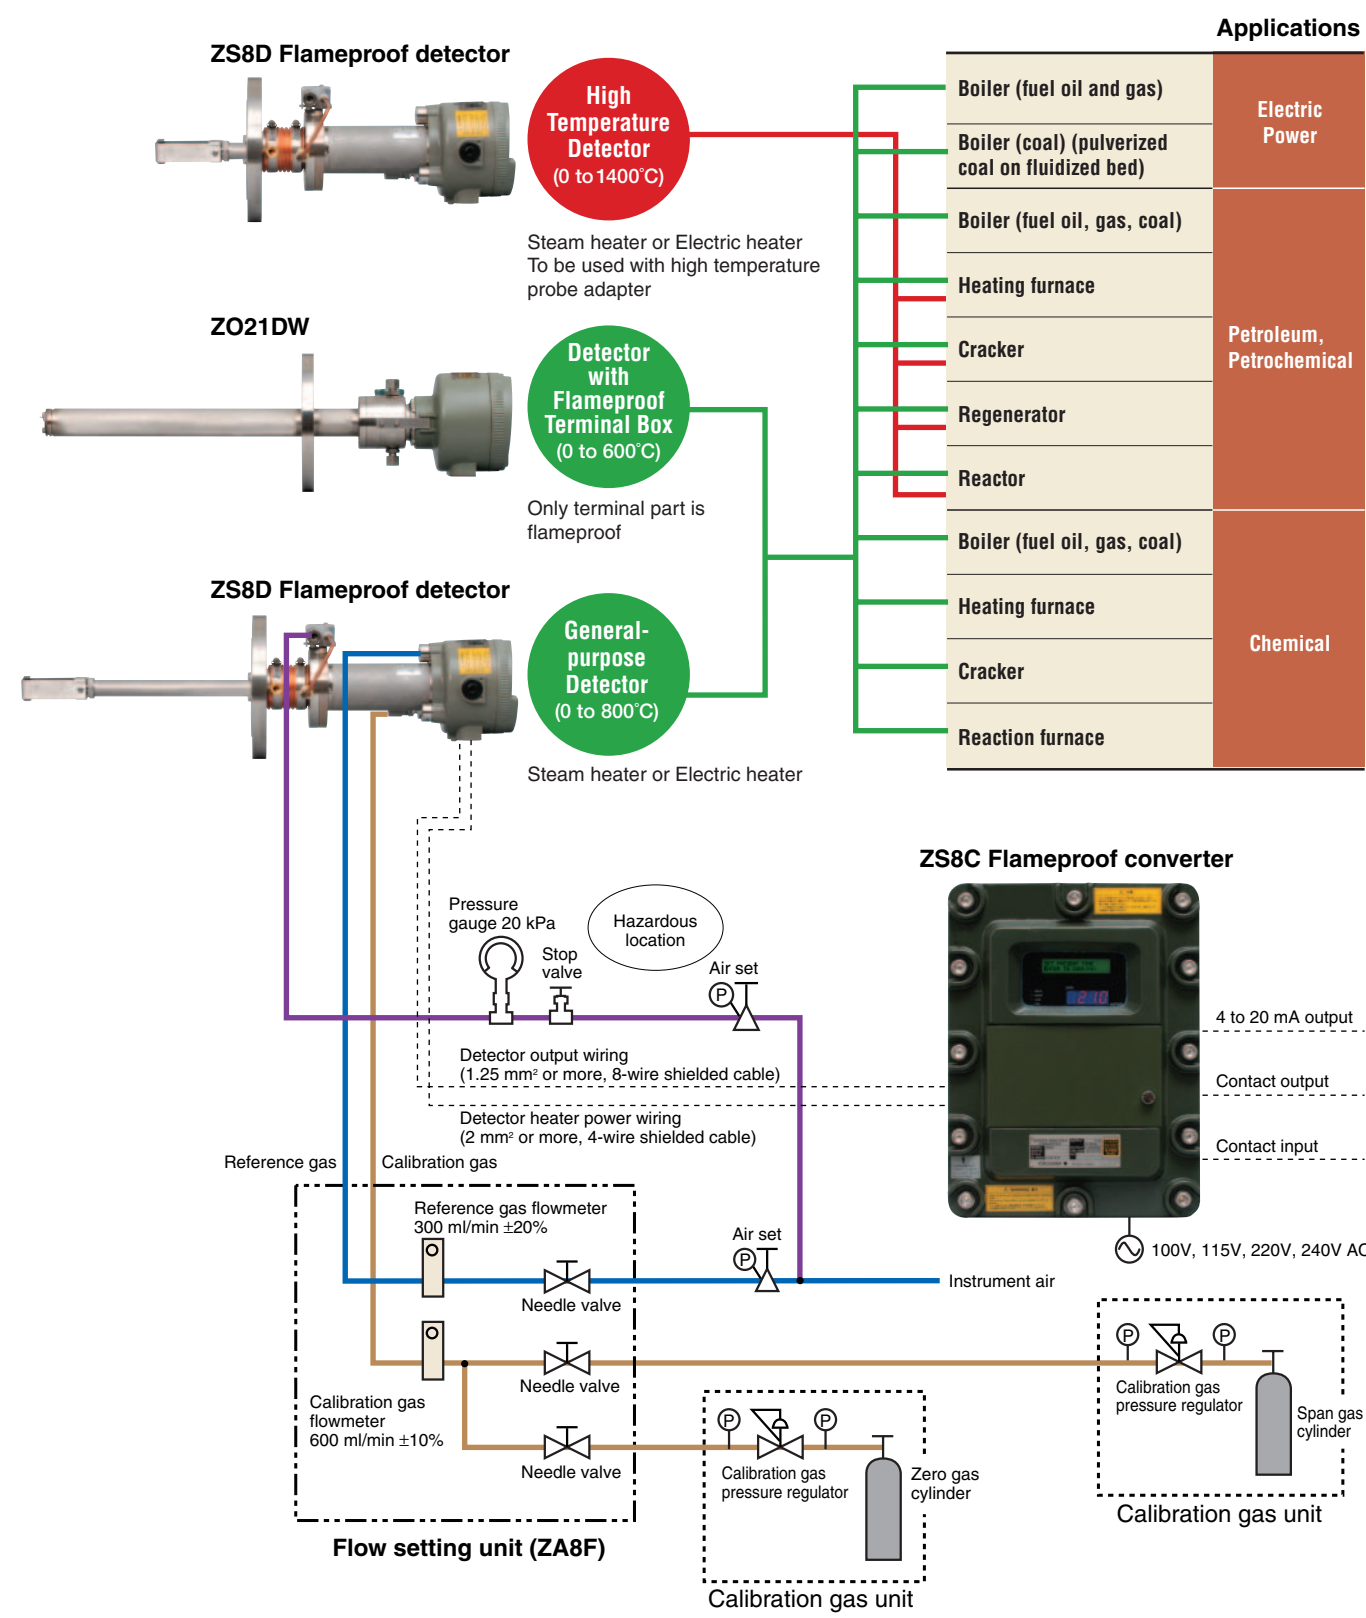 Applications
ZS8D Flameproof detector
High
Temperature
Detector
(0 to 1400°C)
Steam heater or Electric heater
To be used with high temperature
probe adapter
ZO21DW
Detector
with
Flameproof
Terminal Box
(0 to 600°C)
Only terminal part is
flameproof
ZS8D Flameproof detector
General-
purpose
Detector
(0 to 800°C)
Steam heater or Electric heater
Boiler (fuel oil and gas)
Boiler (coal) (pulverized
coal on fluidized bed)
Electric
Power
Boiler (fuel oil, gas, coal)
Heating furnace
Cracker
Regenerator
Reactor
Petroleum,
Petrochemical
Boiler (fuel oil, gas, coal)
Heating furnace
Cracker
Reaction furnace
Chemical
ZS8C Flameproof converter
Pressure
gauge 20 kPa
Stop
valve
Hazardous
location
Air set
P
4 to 20 mA output
Contact output
Contact input
Detector output wiring
(1.25 mm² or more, 8-wire shielded cable)
Detector heater power wiring
(2 mm² or more, 4-wire shielded cable)
Reference gas
Calibration gas
Reference gas flowmeter
300 ml/min ±20%
Needle valve
Air set
P
100V, 115V, 220V, 240V AC
Instrument air
Calibration gas
flowmeter
600 ml/min ±10%
Needle valve
Needle valve
P
P
Calibration gas
pressure regulator
Span gas
cylinder
Calibration gas unit
P
P
Calibration gas
pressure regulator
Zero gas
cylinder
Calibration gas unit
Flow setting unit (ZA8F)